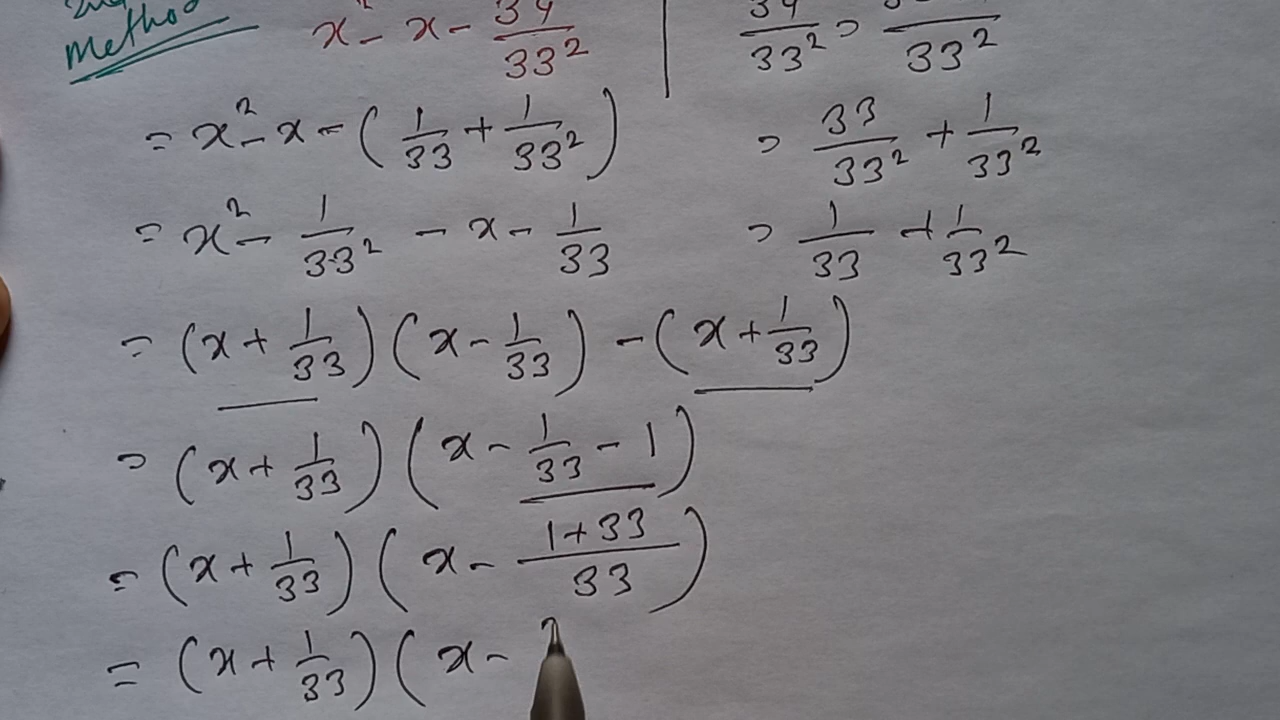 Method
x² - x - 34/33²
34/33² =
/33²
= x² - x - (1/33 + 1/33²)
= 33/33² + 1/33²
= x² - 1/33² - x - 1/33
= 1/33 + 1/33²
= (x + 1/33)(x - 1/33) - (x + 1/33)
= (x + 1/33)(x - 1/33 - 1)
= (x + 1/33)(x - (1+33)/33)
= (x + 1/33)(x -